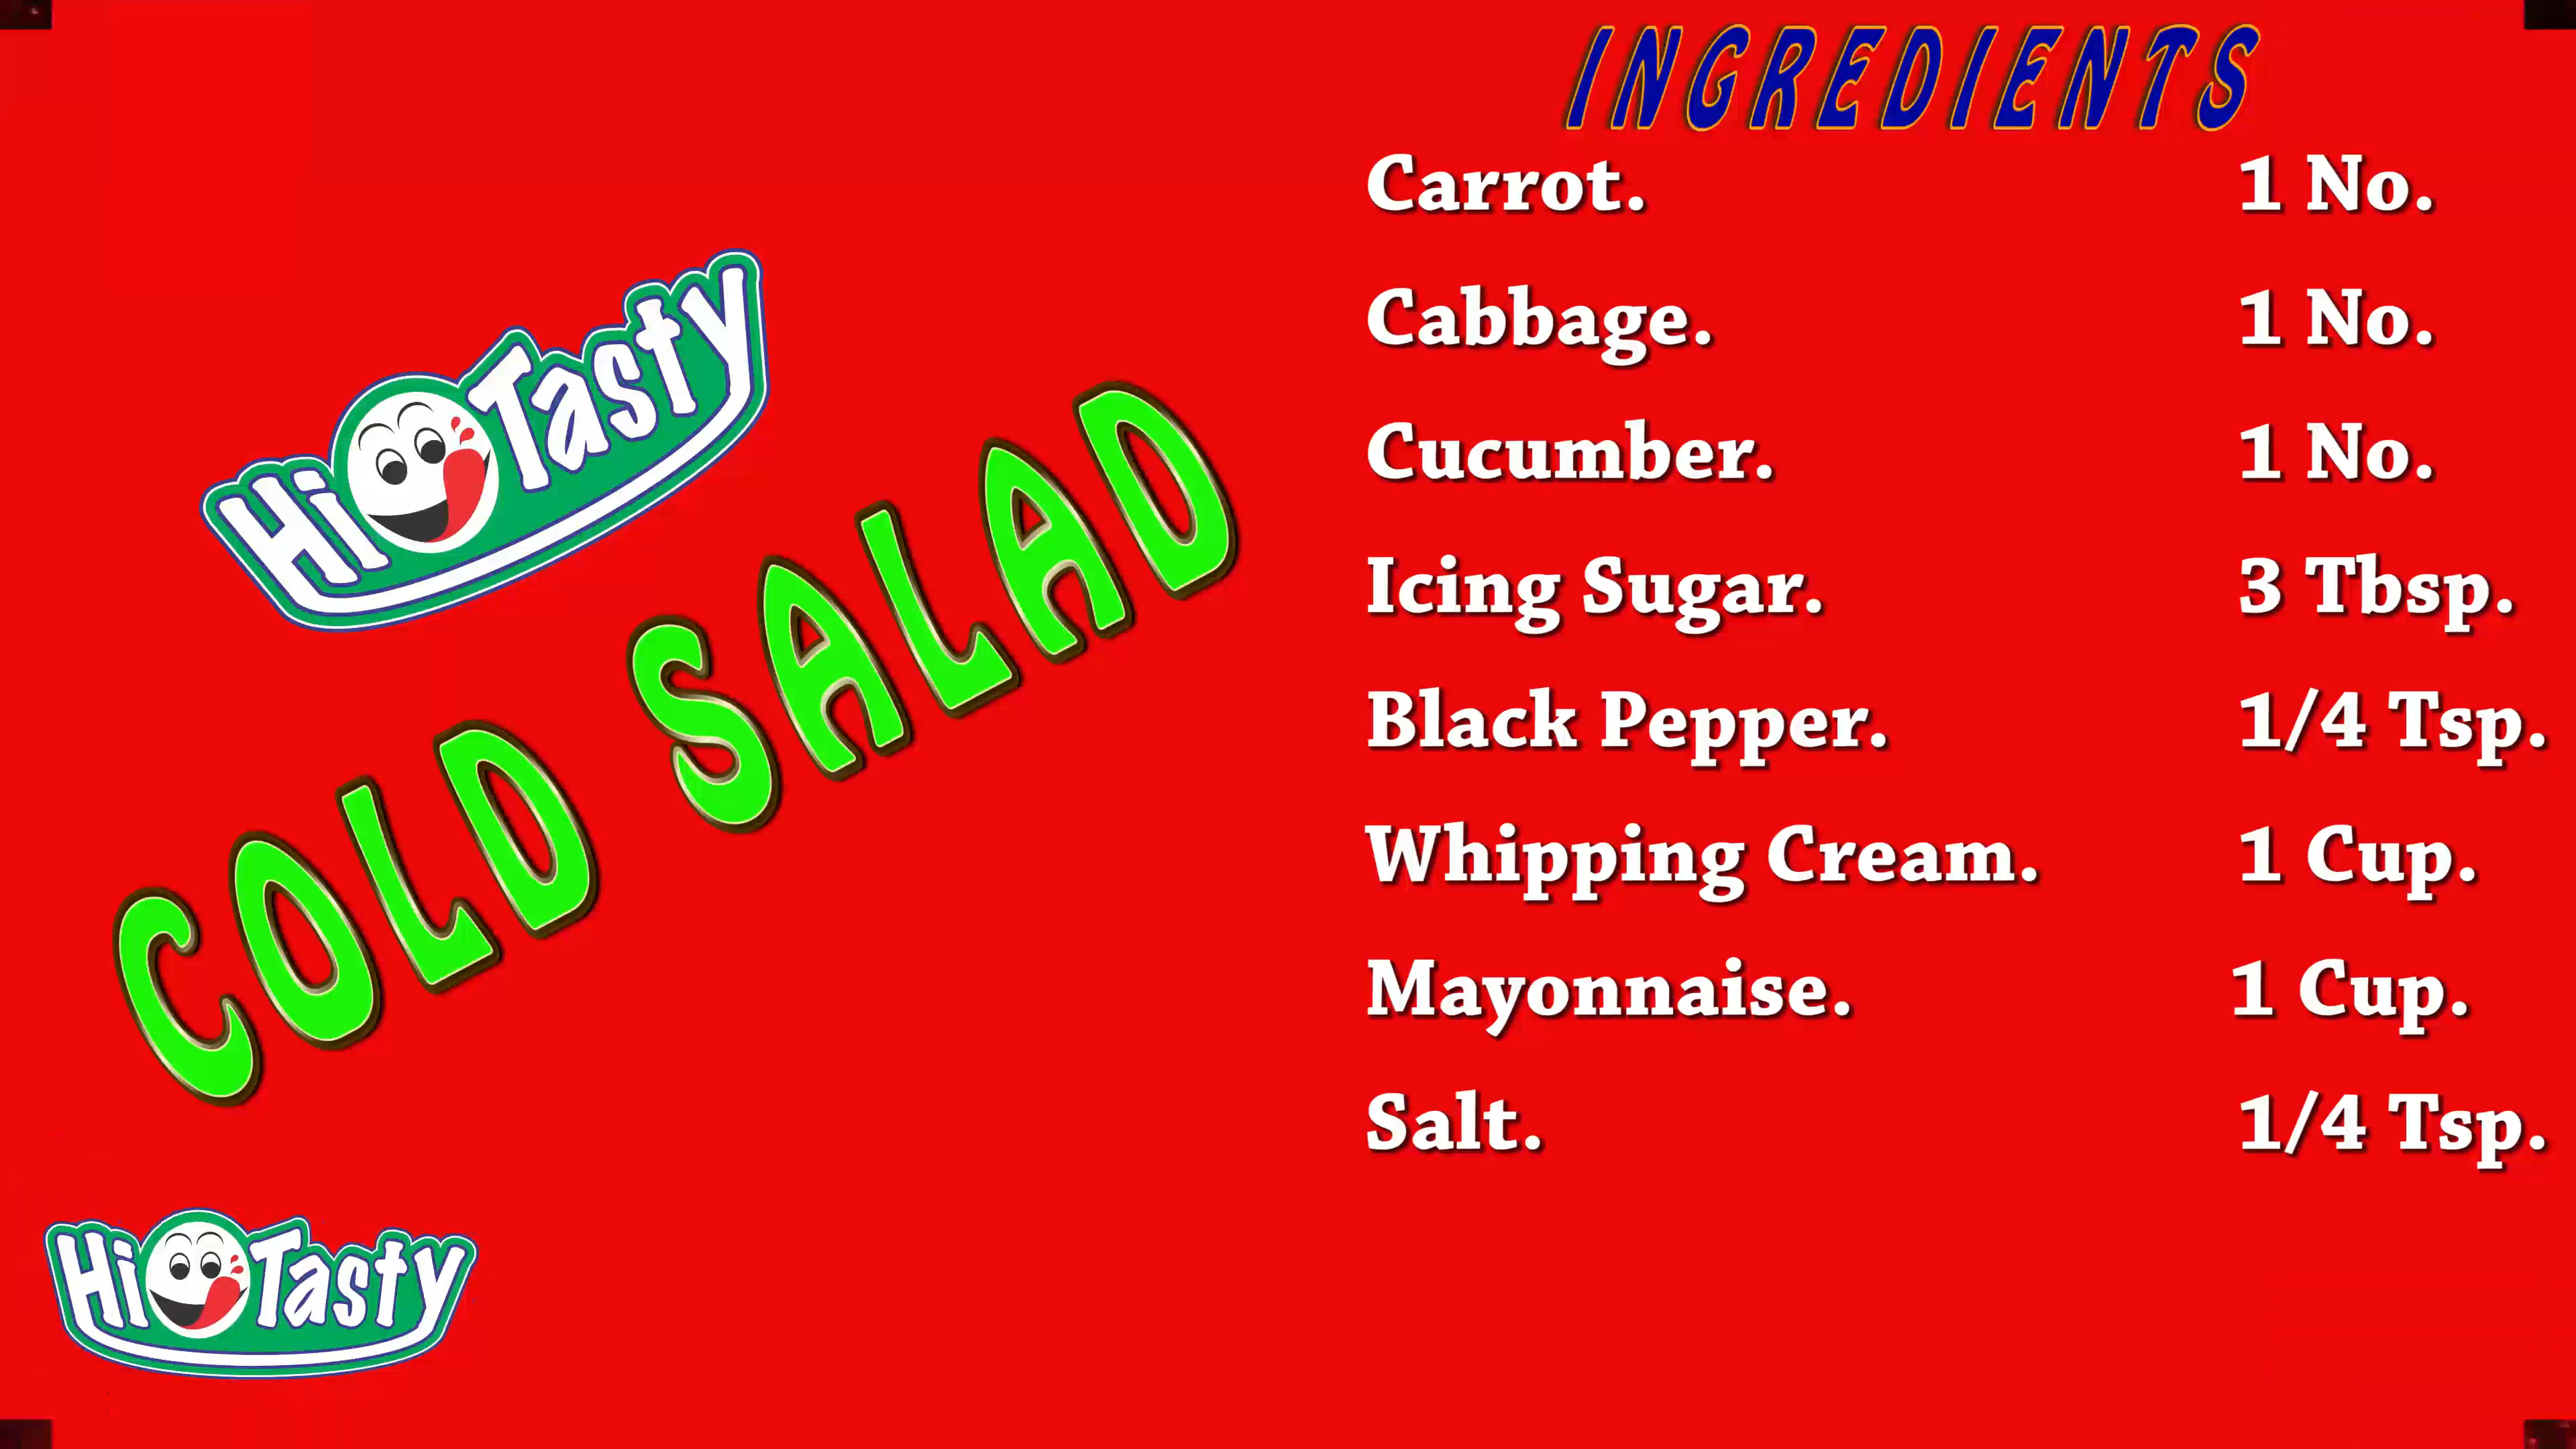 Hi Tasty
COLD SALAD
Hi Tasty
INGREDIENTS
Carrot. 1 No.
Cabbage. 1 No.
Cucumber. 1 No.
Icing Sugar. 3 Tbsp.
Black Pepper. 1/4 Tsp.
Whipping Cream. 1 Cup.
Mayonnaise. 1 Cup.
Salt. 1/4 Tsp.